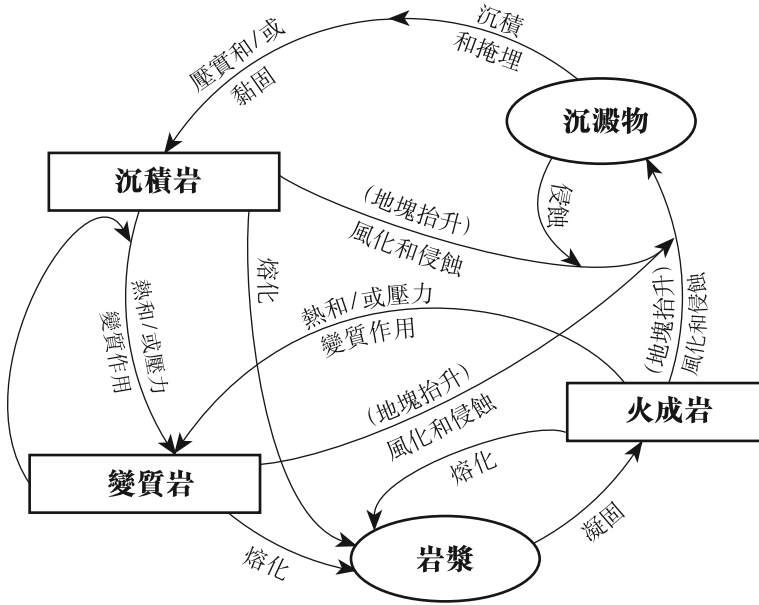 沉積
和掩埋
壓實和/或
黏固
沉澱物
沉積岩
侵蝕
(地塊抬升)
風化和侵蝕
熔化
(地塊抬升)
風化和侵蝕
熱和/或壓力
變質作用
熱和/或壓力
變質作用
(地塊抬升)
風化和侵蝕
火成岩
熔化
變質岩
凝固
熔化
岩漿